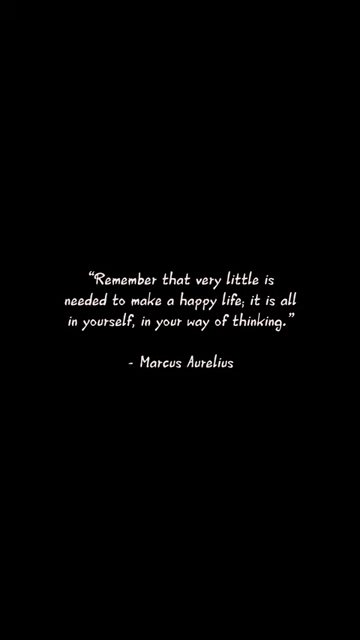 “Remember that very little is
needed to make a happy life; it is all
in yourself, in your way of thinking.”
- Marcus Aurelius